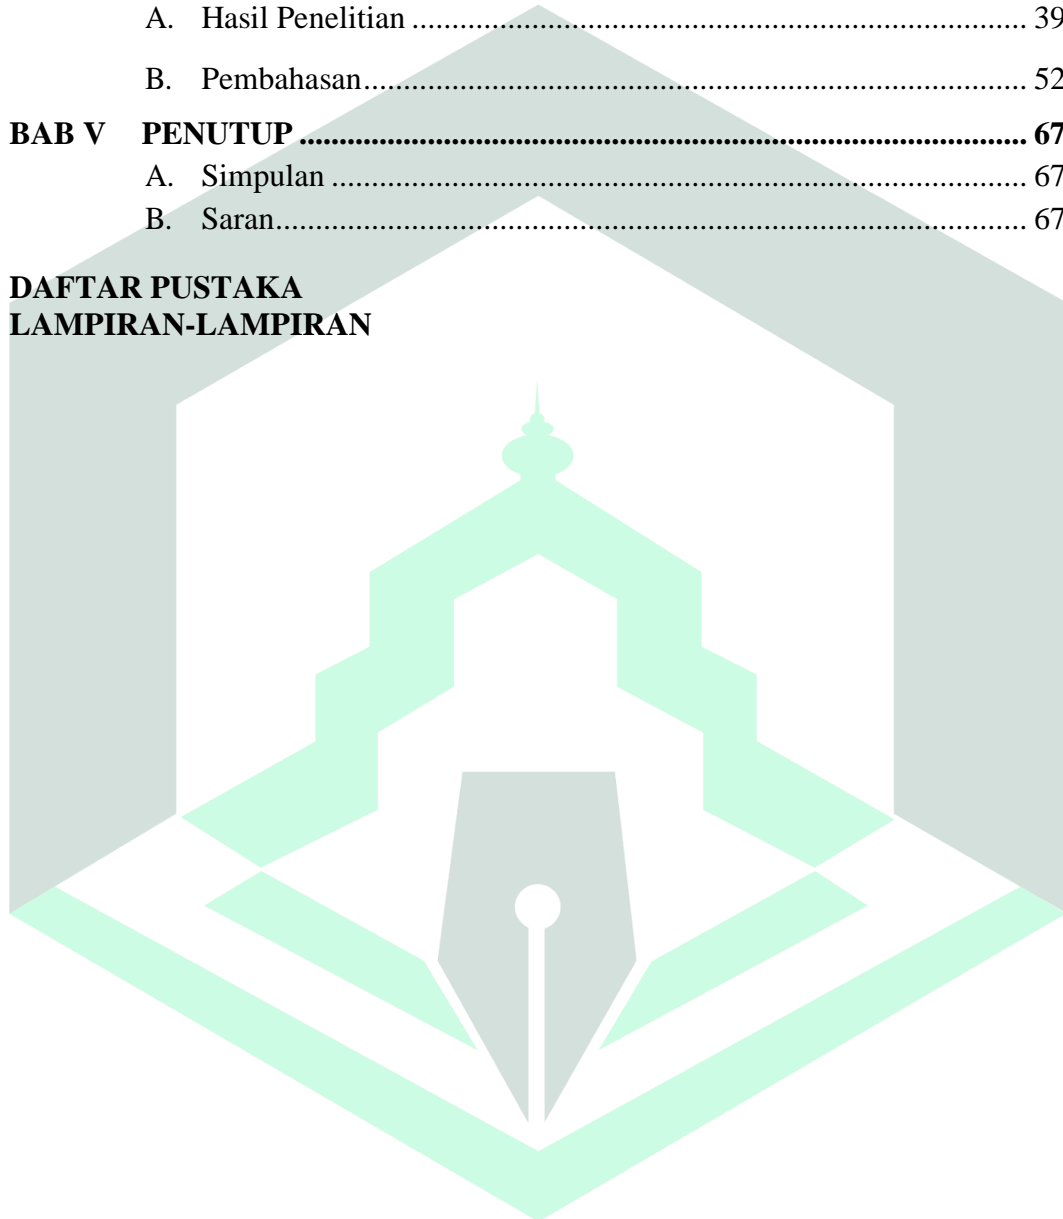 A. Hasil Penelitian ........................................................................... 39
B. Pembahasan.................................................................................. 52
BAB V PENUTUP ......................................................................................... 67
A. Simpulan ..................................................................................... 67
B. Saran............................................................................................ 67
DAFTAR PUSTAKA
LAMPIRAN-LAMPIRAN